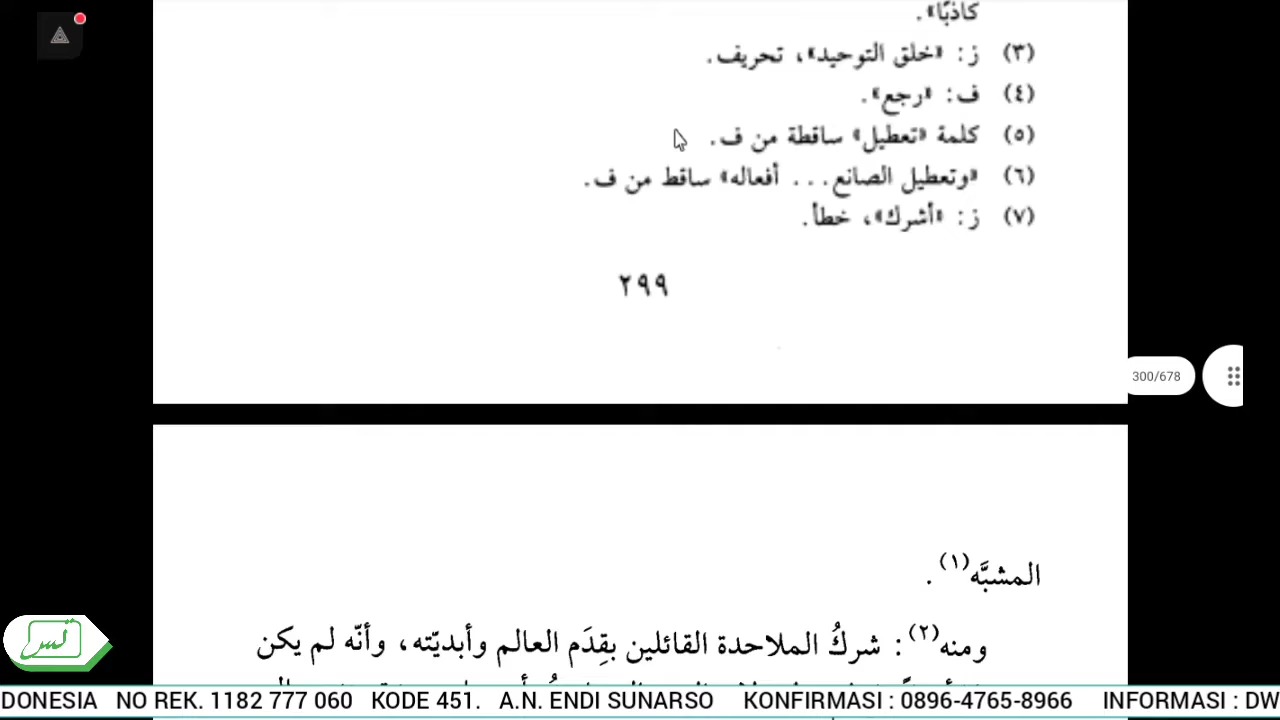 كاذبًا».
(٣) ز: «خلق التوحيد»، تحريف.
(٤) ف: «رجع».
(٥) كلمة «تعطيل» ساقطة من ف.
(٦) «وتعطيل الصانع... أفعاله» ساقط من ف.
(٧) ز: «أشرك»، خطأ.
٢٩٩
300/678
المشبَّه(١).
ومنه(٢): شركُ الملاحدة القائلين بقِدَم العالم وأبديّته، وأنّه لم يكن
DONESIA NO REK. 1182 777 060 KODE 451. A.N. ENDI SUNARSO KONFIRMASI : 0896-4765-8966 INFORMASI : DW